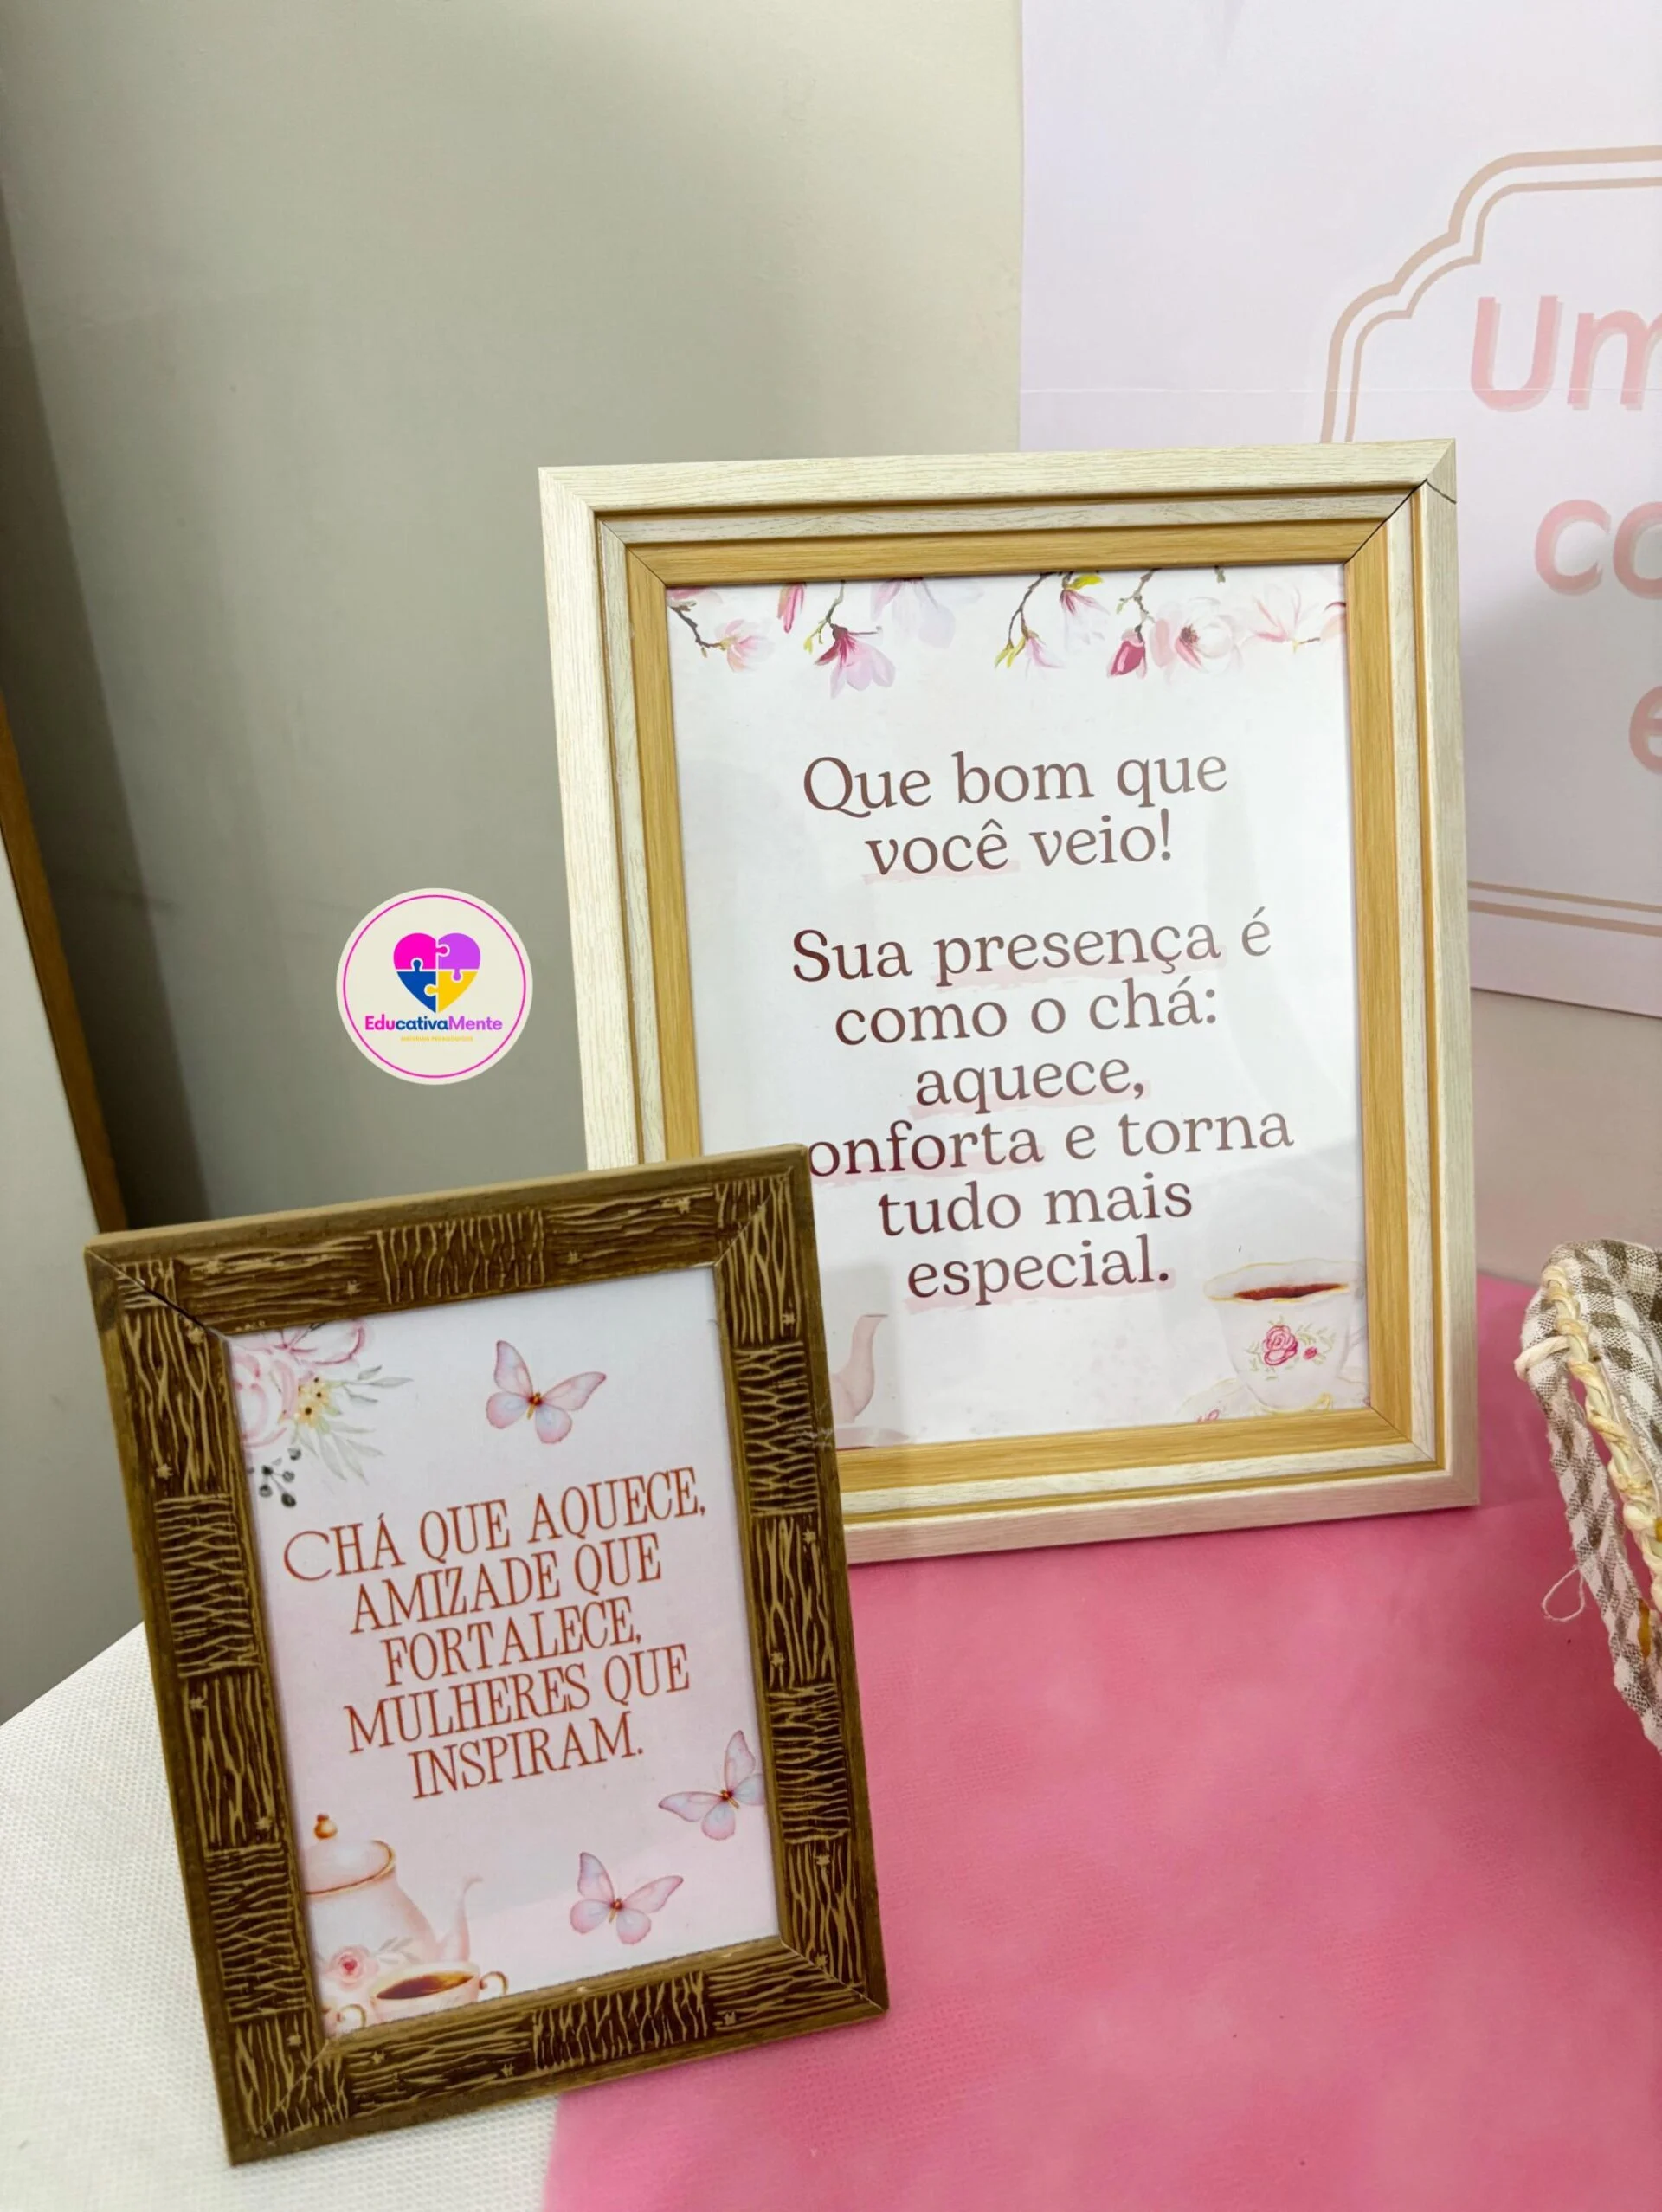 Um
Que bom que
você veio!
Sua presença é
como o chá:
aquece,
onforta e torna
tudo mais
especial.
EducativaMente
CHÁ QUE AQUECE,
AMIZADE QUE
FORTALECE,
MULHERES QUE
INSPIRAM.